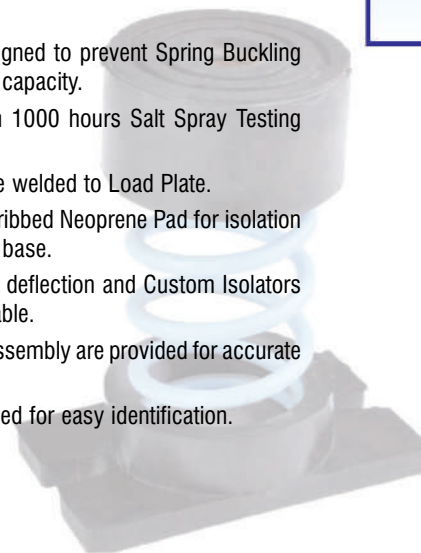 gned to prevent Spring Buckling
capacity.
1000 hours Salt Spray Testing
e welded to Load Plate.
ribbed Neoprene Pad for isolation
base.
deflection and Custom Isolators
able.
ssembly are provided for accurate
ed for easy identification.